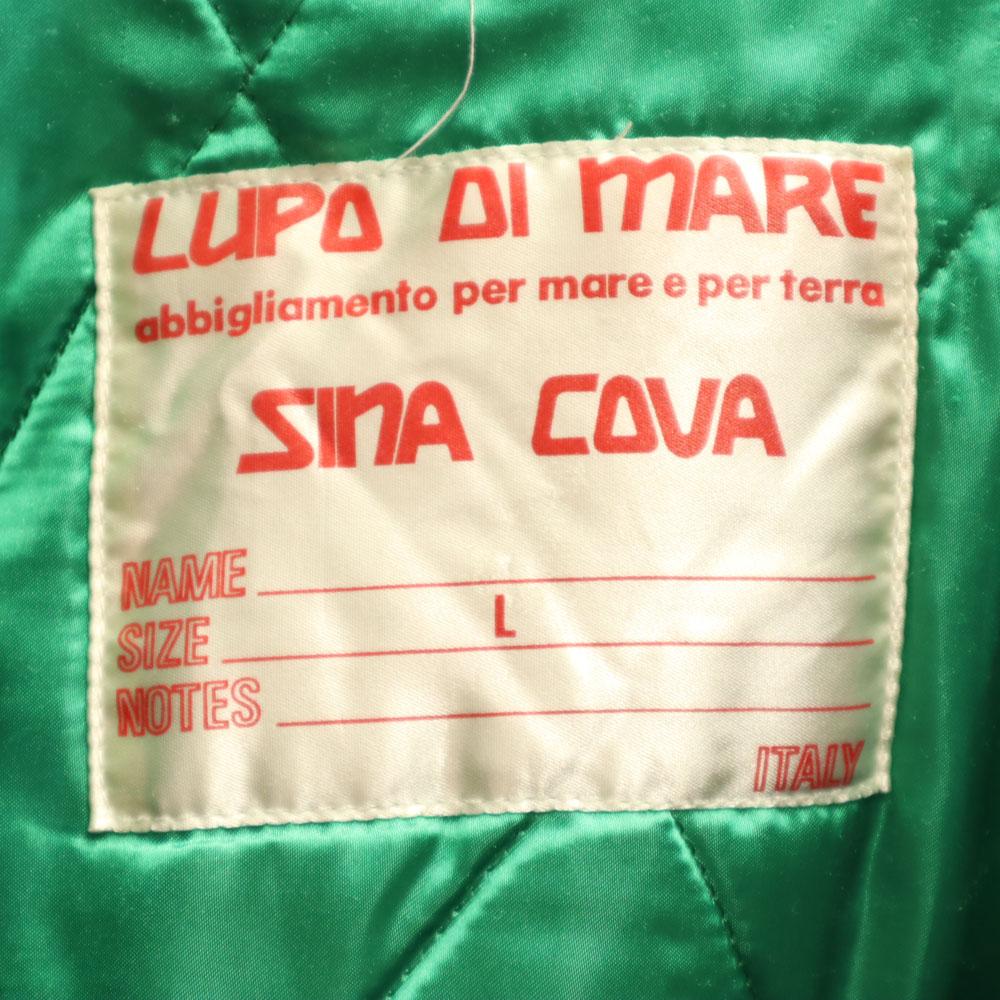 LUPO DI MARE
abbigliamento per mare e per terra
SINA COVA
NAME
SIZE L
NOTES
ITALY